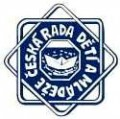 ČESKÁ RADA DĚTÍ A MLÁDEŽE